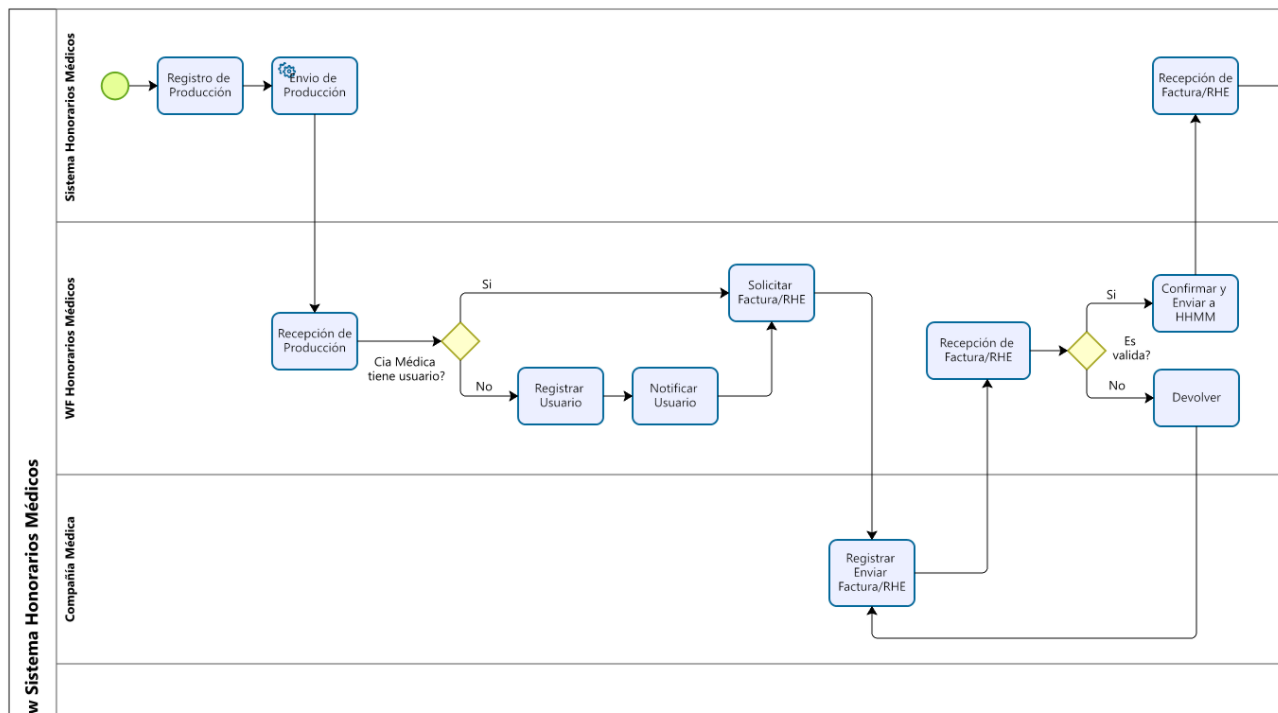 w Sistema Honorarios Médicos
Sistema Honorarios Médicos
Registro de
Producción
Envio de
Producción
Recepción de
Factura/RHE
WF Honorarios Médicos
Recepción de
Producción
Cia Médica
tiene usuario?
Si
No
Registrar
Usuario
Notificar
Usuario
Solicitar
Factura/RHE
Recepción de
Factura/RHE
Si
Es
valida?
No
Confirmar y
Enviar a
HHMM
Devolver
Compañía Médica
Registrar
Enviar
Factura/RHE